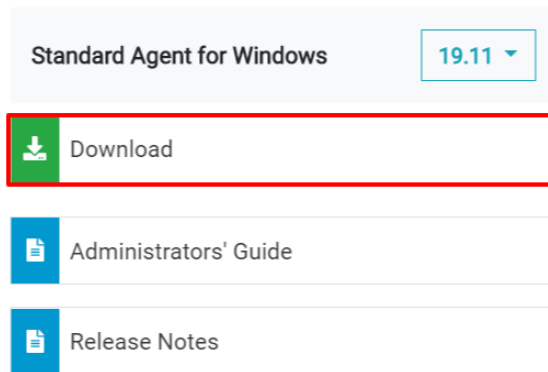 Standard Agent for Windows
19.11
Download
Administrators' Guide
Release Notes